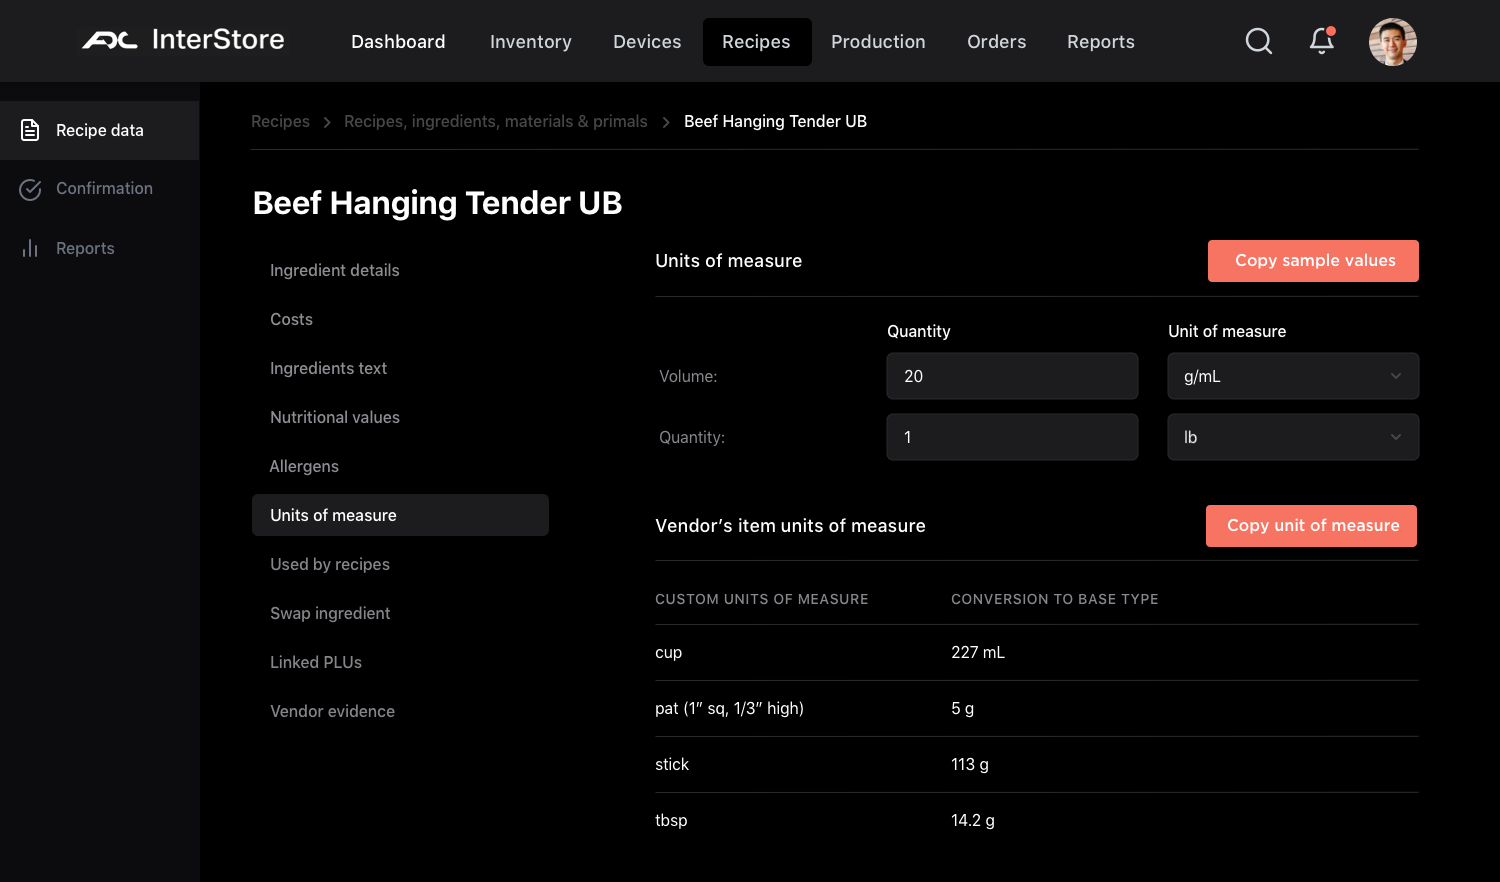 InterStore
Dashboard
Inventory
Devices
Recipes
Production
Orders
Reports
Recipe data
Confirmation
Reports
Recipes
Recipes, ingredients, materials & primals
Beef Hanging Tender UB
Beef Hanging Tender UB
Ingredient details
Costs
Ingredients text
Nutritional values
Allergens
Units of measure
Used by recipes
Swap ingredient
Linked PLUs
Vendor evidence
Units of measure
Copy sample values
Quantity
Unit of measure
Volume:
20
g/mL
Quantity:
1
lb
Vendor’s item units of measure
Copy unit of measure
CUSTOM UNITS OF MEASURE
CONVERSION TO BASE TYPE
cup
227 mL
pat (1” sq, 1/3” high)
5 g
stick
113 g
tbsp
14.2 g